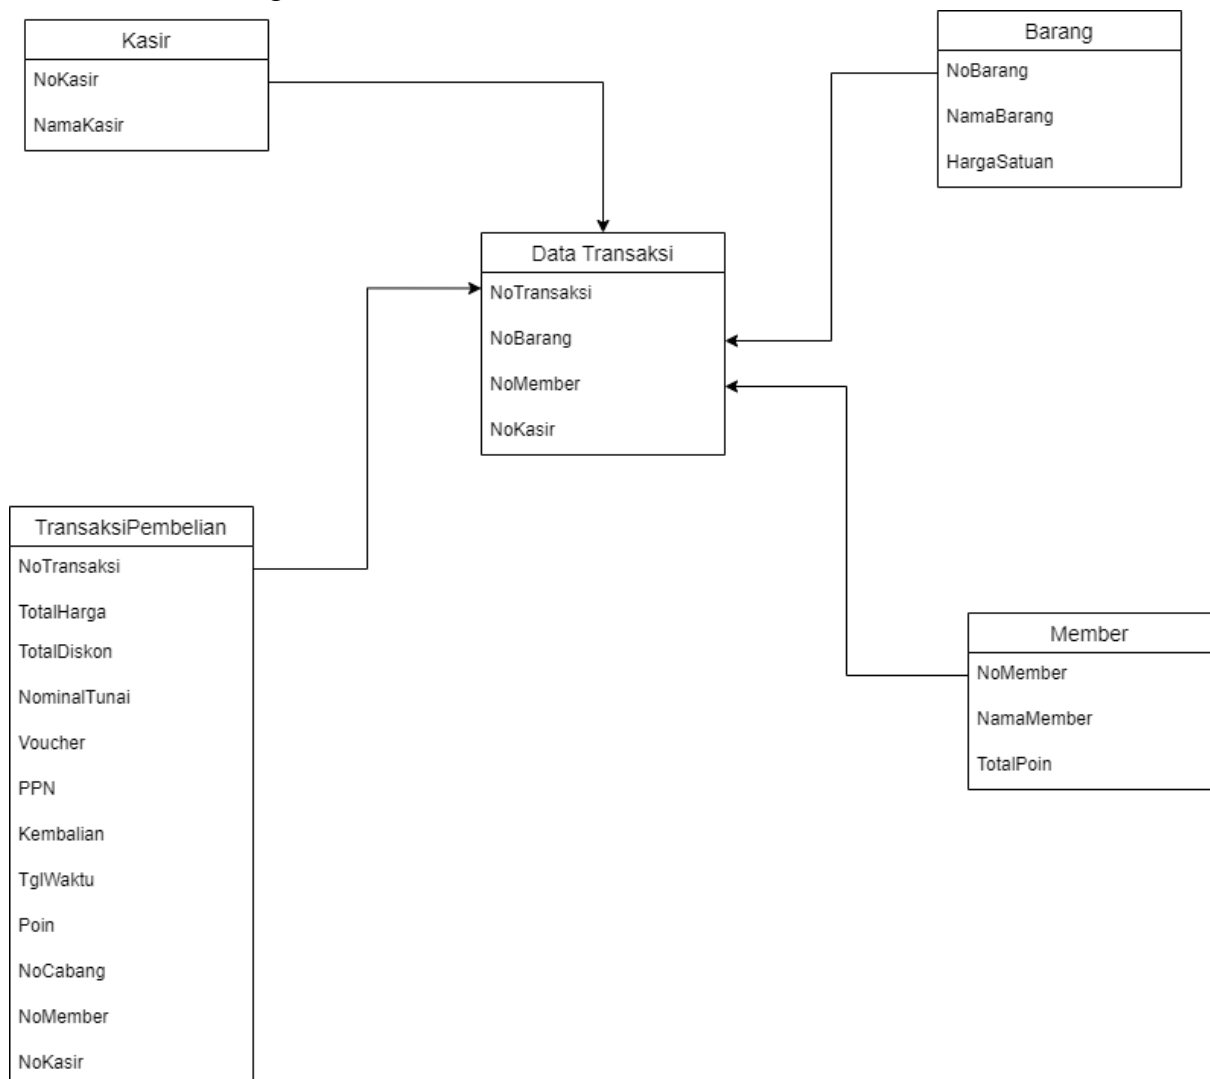 Kasir
NoKasir
NamaKasir
Barang
NoBarang
NamaBarang
HargaSatuan
Data Transaksi
NoTransaksi
NoBarang
NoMember
NoKasir
TransaksiPembelian
NoTransaksi
TotalHarga
TotalDiskon
NominalTunai
Voucher
PPN
Kembalian
TglWaktu
Poin
NoCabang
NoMember
NoKasir
Member
NoMember
NamaMember
TotalPoin